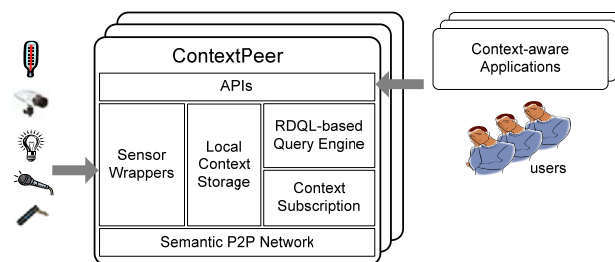 ContextPeer
APIs
Sensor
Wrappers
Local
Context
Storage
RDQL-based
Query Engine
Context
Subscription
Semantic P2P Network
Context-aware
Applications
users